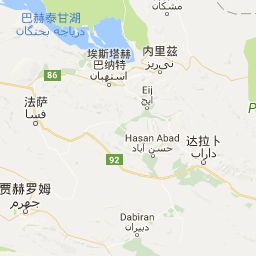 巴赫泰甘湖
دریاچه بختگان
مشکان
埃斯塔赫
巴纳特
استهبان
内里兹
نی‌ریز
86
Eij
ایج
法萨
فسا
Hasan Abad
حسن آباد
达拉卜
داراب
92
贾赫罗姆
جهرم
Dabiran
دبیران
P